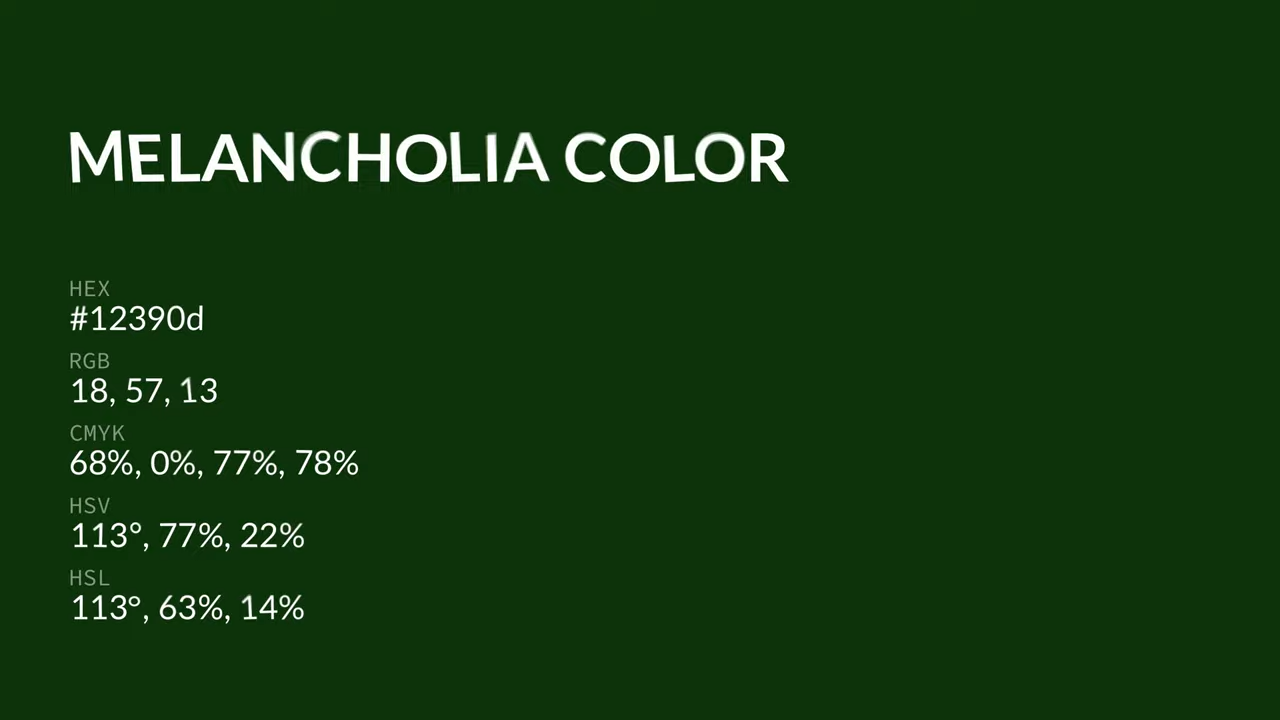 MELANCHOLIA COLOR
HEX
#12390d
RGB
18, 57, 13
CMYK
68%, 0%, 77%, 78%
HSV
113°, 77%, 22%
HSL
113°, 63%, 14%